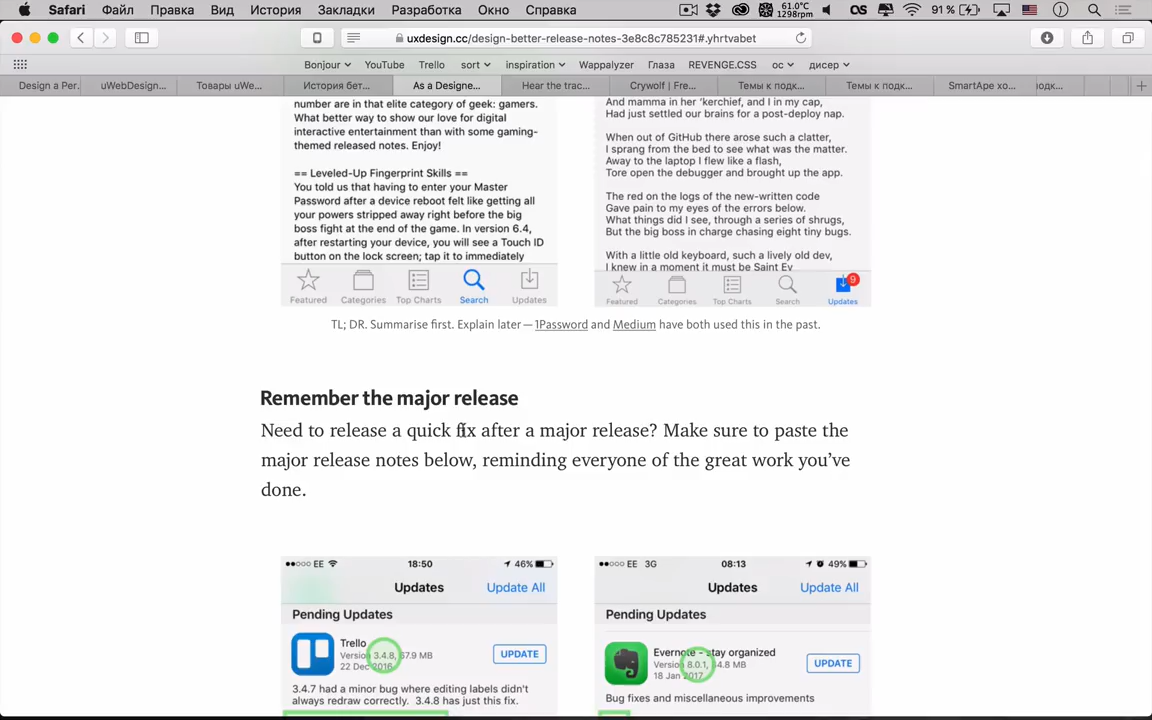 Safari Файл Правка Вид История Закладки Разработка Окно Справка 61.0°C 1298rpm OS 91 %
uxdesign.cc/design-better-release-notes-3e8c8c785231#.yhrtvabet
Bonjour YouTube Trello sort inspiration Wappalyzer Глаза REVENGE.CSS ос дисер
Design a Per... uWebDesign... Товары uWe... История бет... As a Designe... Hear the trac... Crywolf | Fre... Темы к подк... Темы к подк... SmartApe хо... одк...
number are in that elite category of geek: gamers.
What better way to show our love for digital
interactive entertainment than with some gaming-
themed released notes. Enjoy!
== Leveled-Up Fingerprint Skills ==
You told us that having to enter your Master
Password after a device reboot felt like getting all
your powers stripped away right before the big
boss fight at the end of the game. In version 6.4,
after restarting your device, you will see a Touch ID
button on the lock screen; tap it to immediately
Featured Categories Top Charts Search Updates
And mamma in her 'kerchief, and I in my cap,
Had just settled our brains for a post-deploy nap.
When out of GitHub there arose such a clatter,
I sprang from the bed to see what was the matter.
Away to the laptop I flew like a flash,
Tore open the debugger and brought up the app.
The red on the logs of the new-written code
Gave pain to my eyes of the errors below.
What things did I see, through a series of shrugs,
But the big boss in charge chasing eight tiny bugs.
With a little old keyboard, such a lively old dev,
I knew in a moment it must be Saint Ev
9
Featured Categories Top Charts Search Updates
TL; DR. Summarise first. Explain later — 1Password and Medium have both used this in the past.
Remember the major release
Need to release a quick fix after a major release? Make sure to paste the
major release notes below, reminding everyone of the great work you've
done.
EE 18:50 46%
Updates Update All
Pending Updates
Trello
Version 3.4.8, 67.9 MB
22 Dec 2016
UPDATE
3.4.7 had a minor bug where editing labels didn't
always redraw correctly. 3.4.8 has just this fix.
EE 3G 08:13 49%
Updates Update All
Pending Updates
Evernote - stay organized
Version 8.0.1, 34.8 MB
18 Jan 2017
UPDATE
Bug fixes and miscellaneous improvements